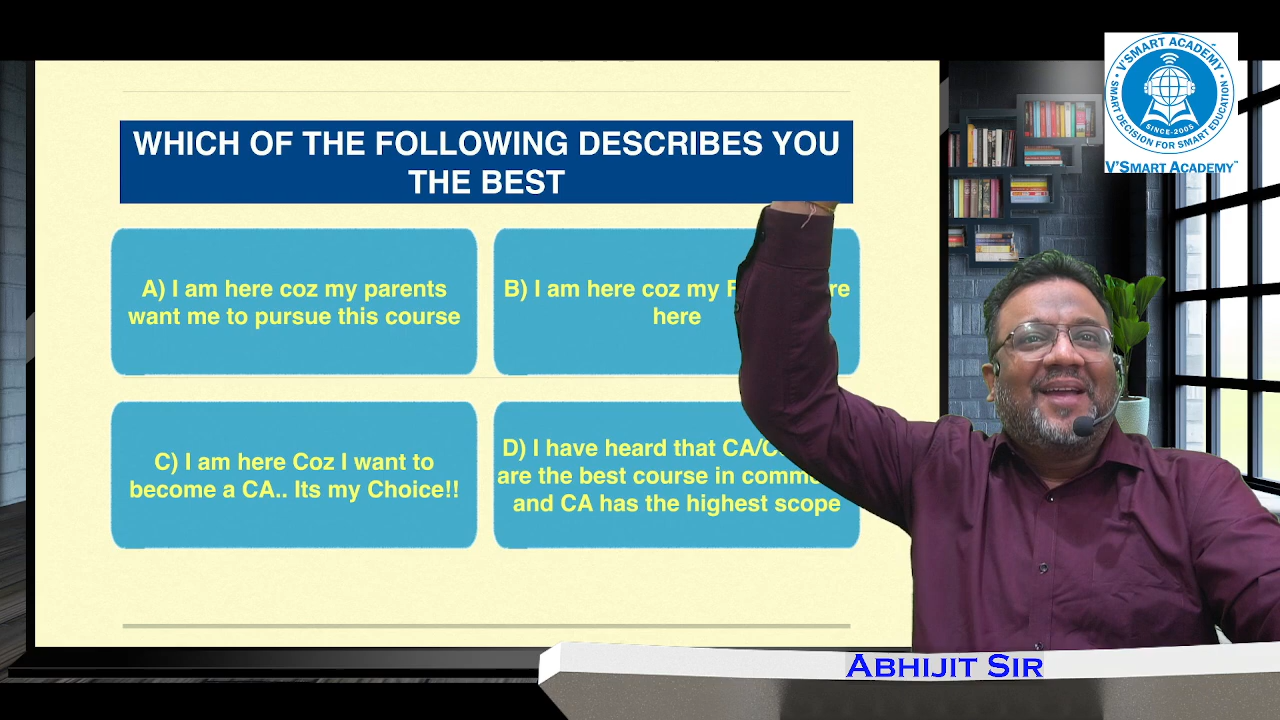 WHICH OF THE FOLLOWING DESCRIBES YOU
THE BEST
A) I am here coz my parents
want me to pursue this course
B) I am here coz my
here
C) I am here Coz I want to
become a CA.. Its my Choice!!
D) I have heard that
are the best course in
and CA has the highest scope
V'SMART ACADEMY
SMART DECISION FOR SMART EDUCATION
SINCE-2005
V'SMART ACADEMY™
ABHIJIT SIR